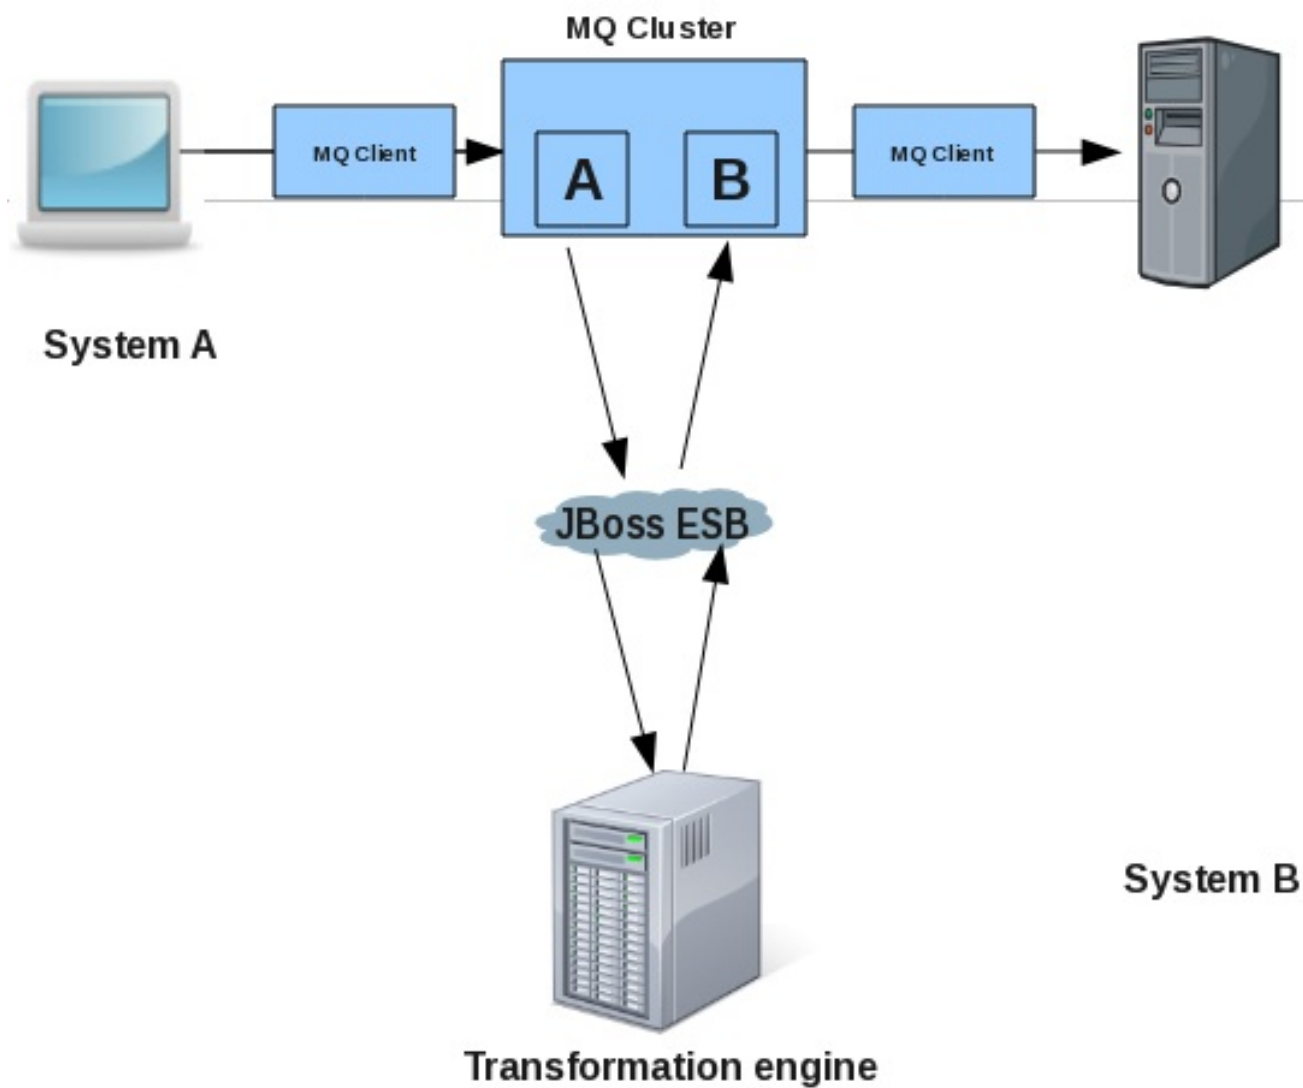 MQ Cluster
MQ Client
A
B
MQ Client
System A
JBoss ESB
System B
Transformation engine